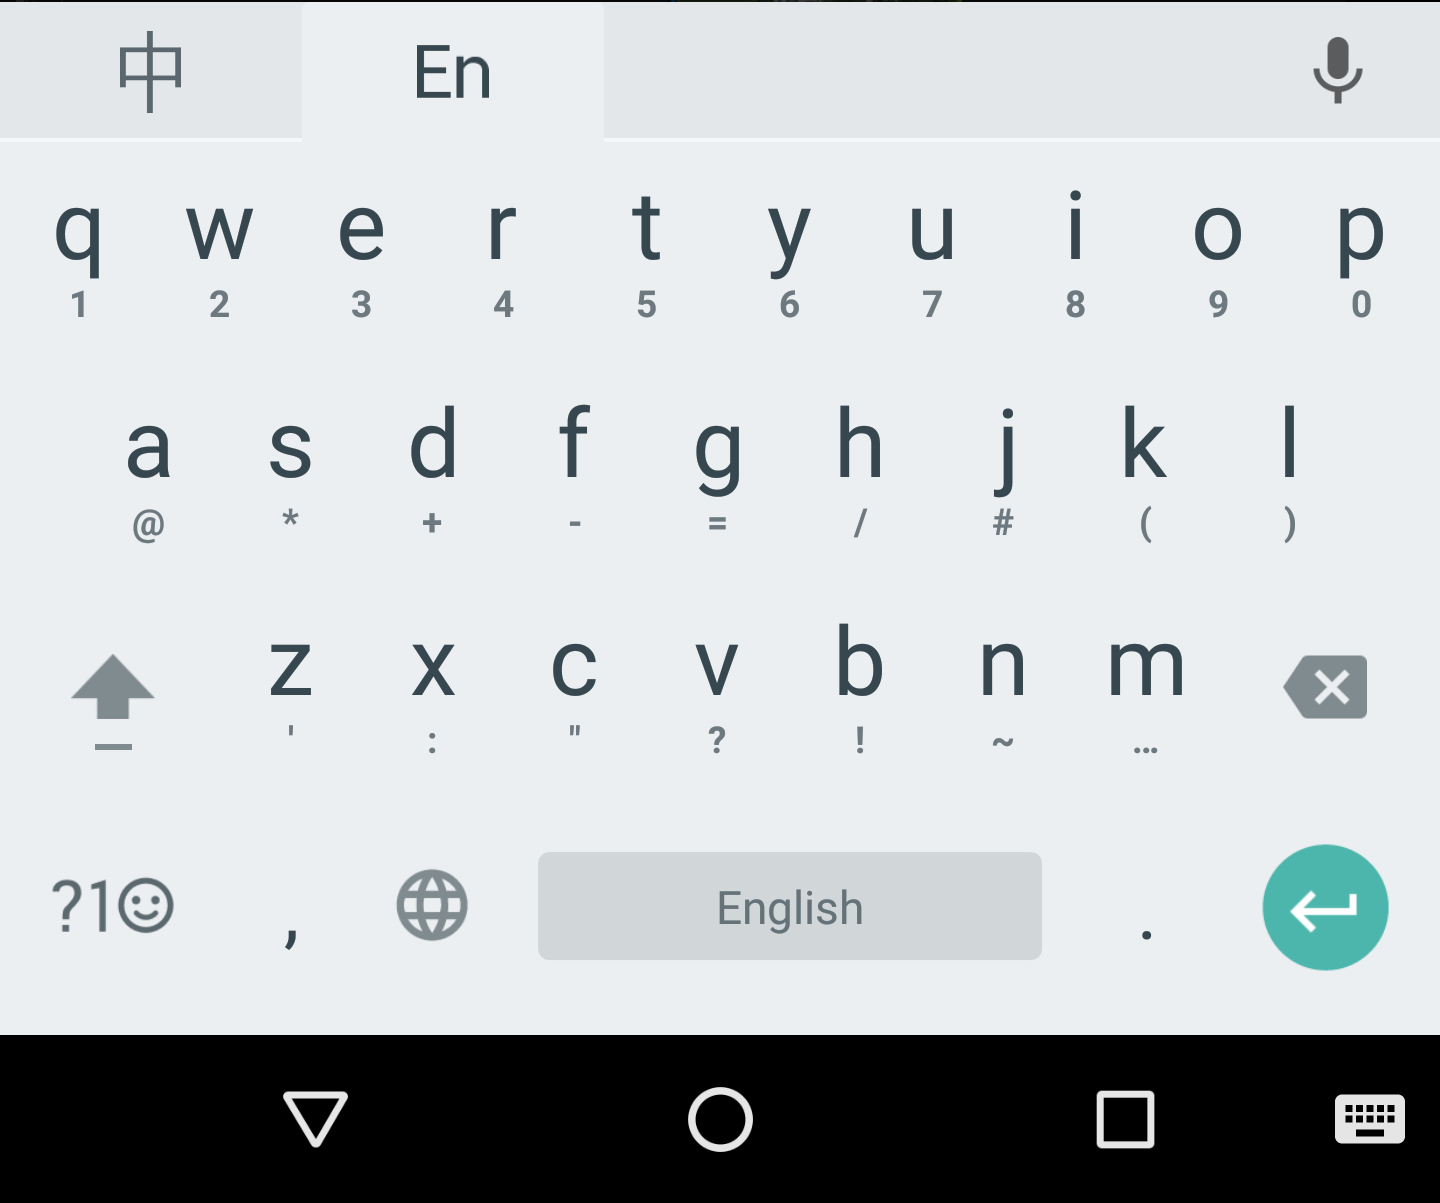 中 En
q w e r t y u i o p
1 2 3 4 5 6 7 8 9 0
a s d f g h j k l
@ * + - = / # ( )
z x c v b n m
' : " ? ! ~ …
?1☺ , English .